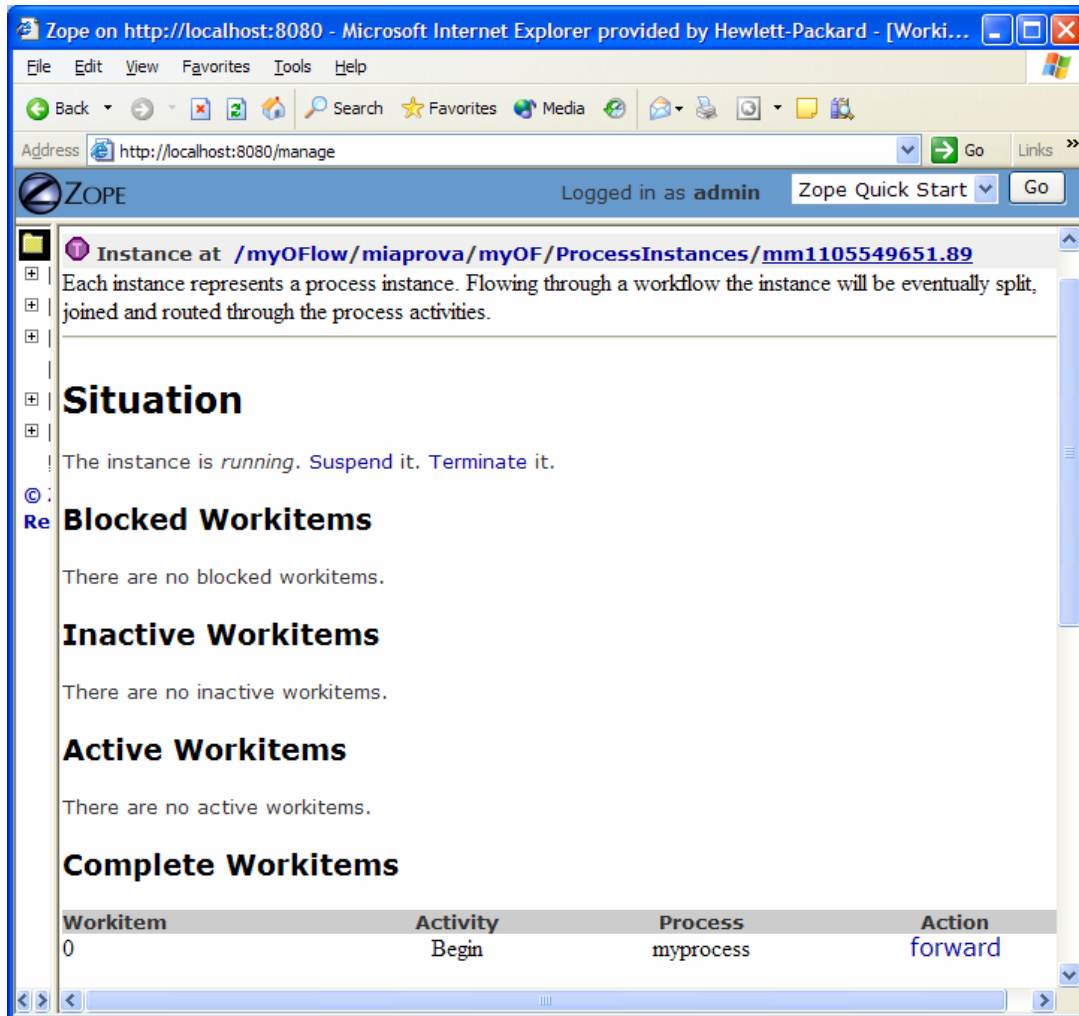 Zope on http://localhost:8080 - Microsoft Internet Explorer provided by Hewlett-Packard - [Worki...
File Edit View Favorites Tools Help
Back Search Favorites Media
Address http://localhost:8080/manage Go Links »
ZOPE Logged in as admin Zope Quick Start Go
T Instance at /myOFlow/miaprova/myOF/ProcessInstances/mm1105549651.89
Each instance represents a process instance. Flowing through a workflow the instance will be eventually split,
joined and routed through the process activities.
Situation
The instance is running. Suspend it. Terminate it.
©
Re
Blocked Workitems
There are no blocked workitems.
Inactive Workitems
There are no inactive workitems.
Active Workitems
There are no active workitems.
Complete Workitems
Workitem Activity Process Action
0 Begin myprocess forward